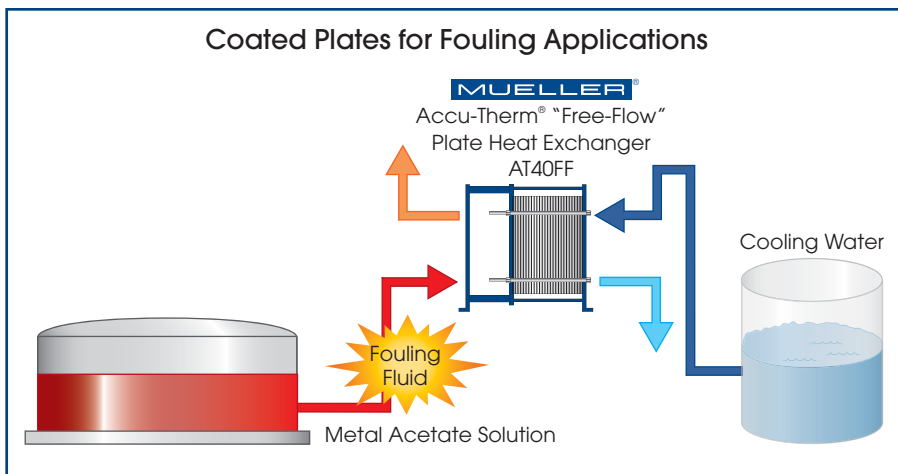 Coated Plates for Fouling Applications
MUELLER®
Accu-Therm® “Free-Flow”
Plate Heat Exchanger
AT40FF
Cooling Water
Fouling
Fluid
Metal Acetate Solution